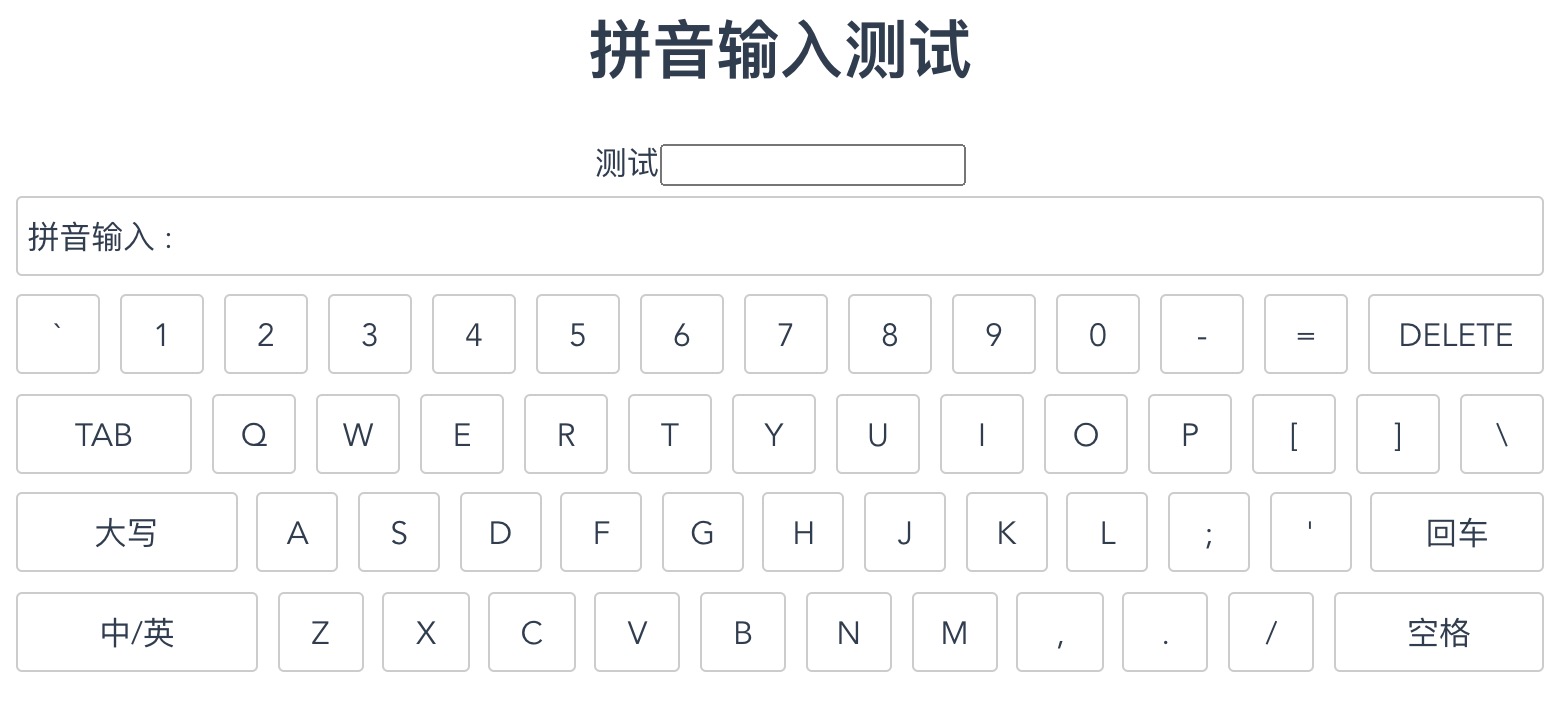 拼音输入测试
测试
拼音输入 :
` 1 2 3 4 5 6 7 8 9 0 - = DELETE
TAB Q W E R T Y U I O P [ ] \
大写 A S D F G H J K L ; ' 回车
中/英 Z X C V B N M , . / 空格